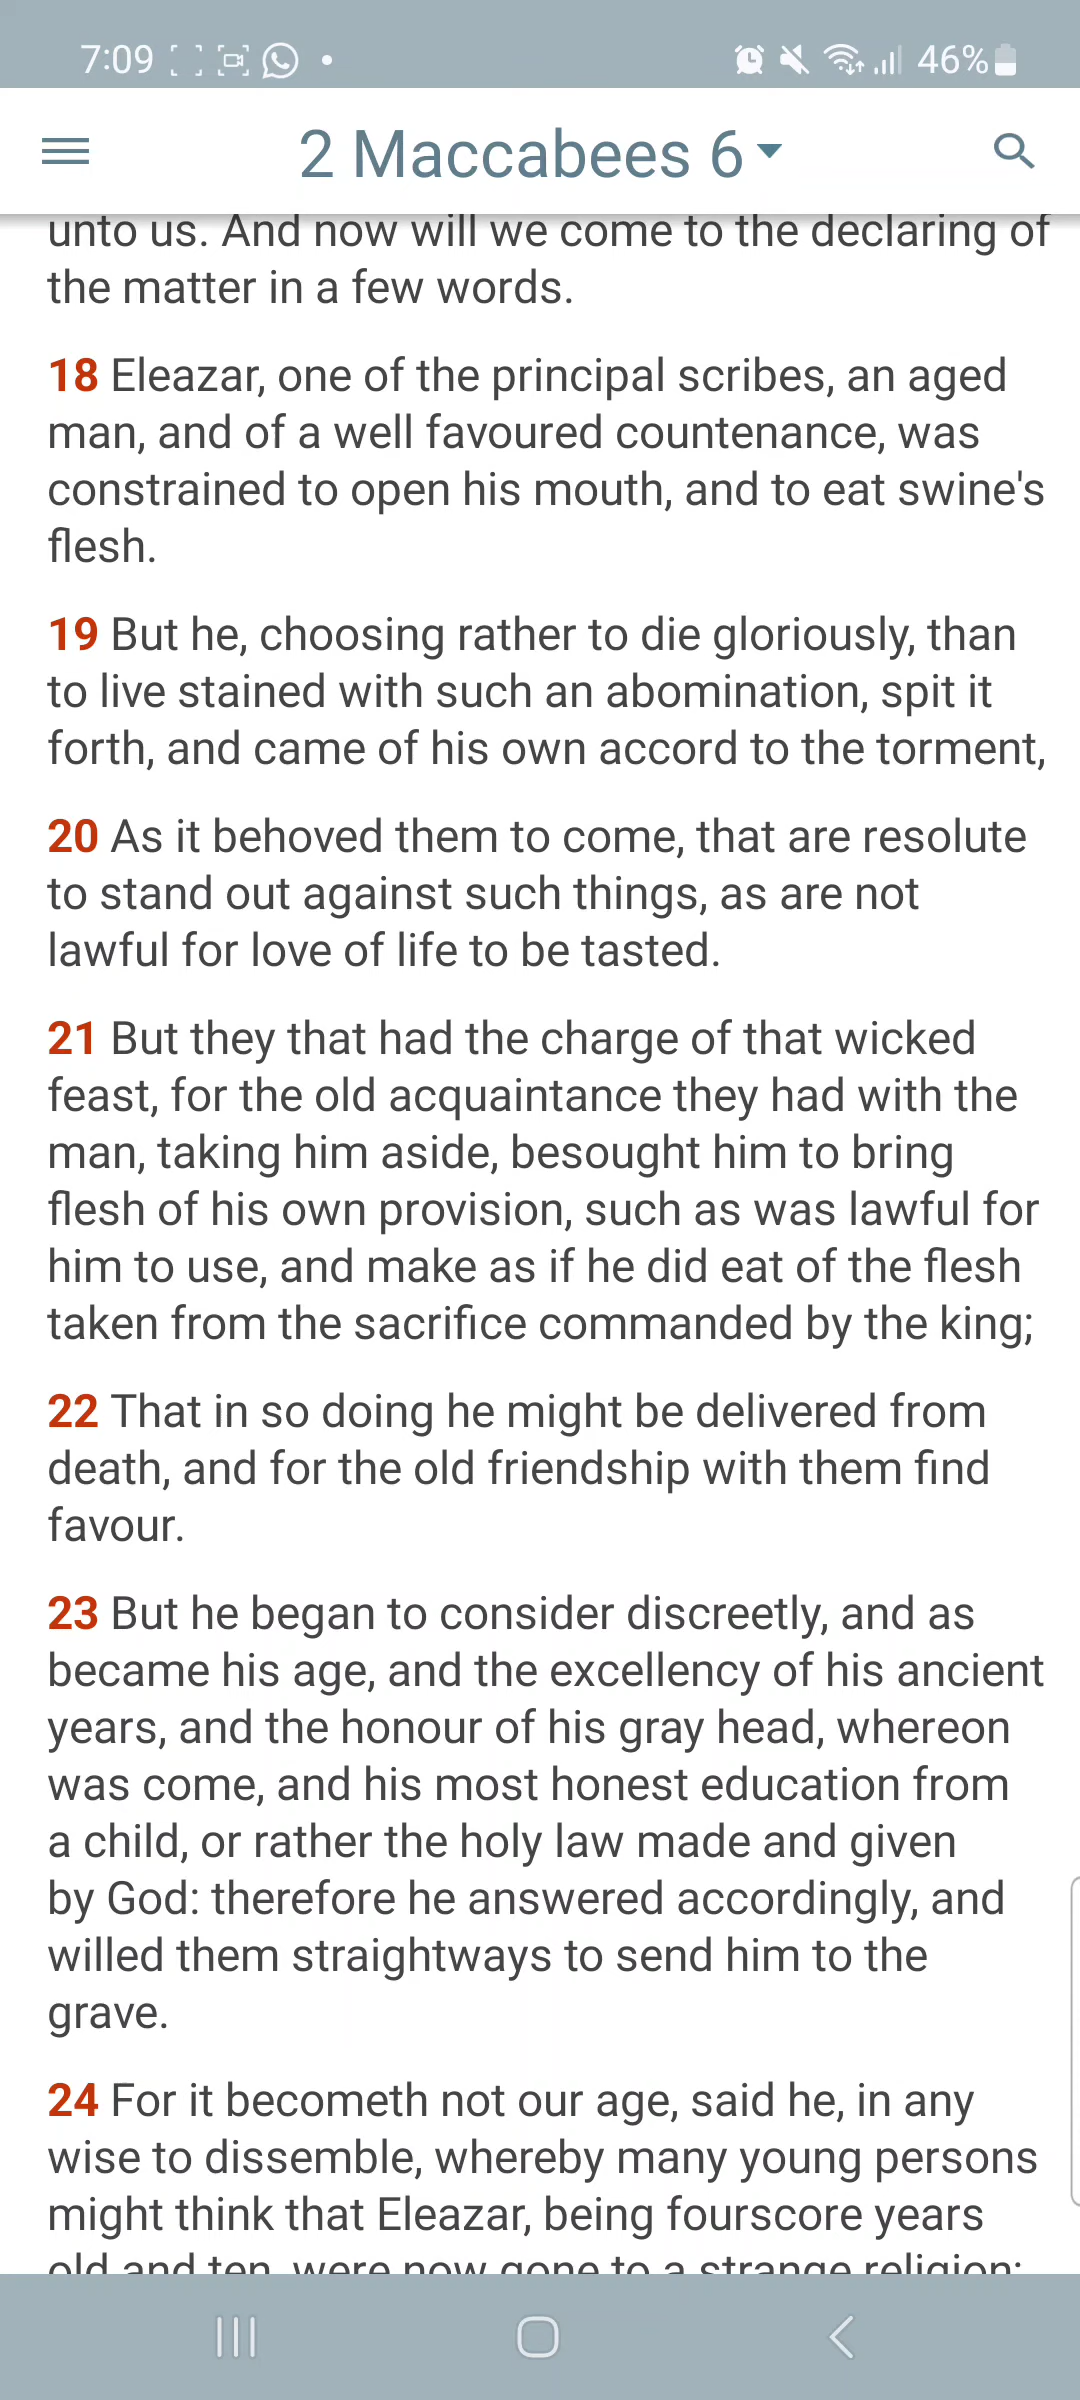 7:09
46%
2 Maccabees 6
unto us. And now will we come to the declaring of
the matter in a few words.
18 Eleazar, one of the principal scribes, an aged
man, and of a well favoured countenance, was
constrained to open his mouth, and to eat swine's
flesh.
19 But he, choosing rather to die gloriously, than
to live stained with such an abomination, spit it
forth, and came of his own accord to the torment,
20 As it behoved them to come, that are resolute
to stand out against such things, as are not
lawful for love of life to be tasted.
21 But they that had the charge of that wicked
feast, for the old acquaintance they had with the
man, taking him aside, besought him to bring
flesh of his own provision, such as was lawful for
him to use, and make as if he did eat of the flesh
taken from the sacrifice commanded by the king;
22 That in so doing he might be delivered from
death, and for the old friendship with them find
favour.
23 But he began to consider discreetly, and as
became his age, and the excellency of his ancient
years, and the honour of his gray head, whereon
was come, and his most honest education from
a child, or rather the holy law made and given
by God: therefore he answered accordingly, and
willed them straightways to send him to the
grave.
24 For it becometh not our age, said he, in any
wise to dissemble, whereby many young persons
might think that Eleazar, being fourscore years
old and ten, were now gone to a strange religion;